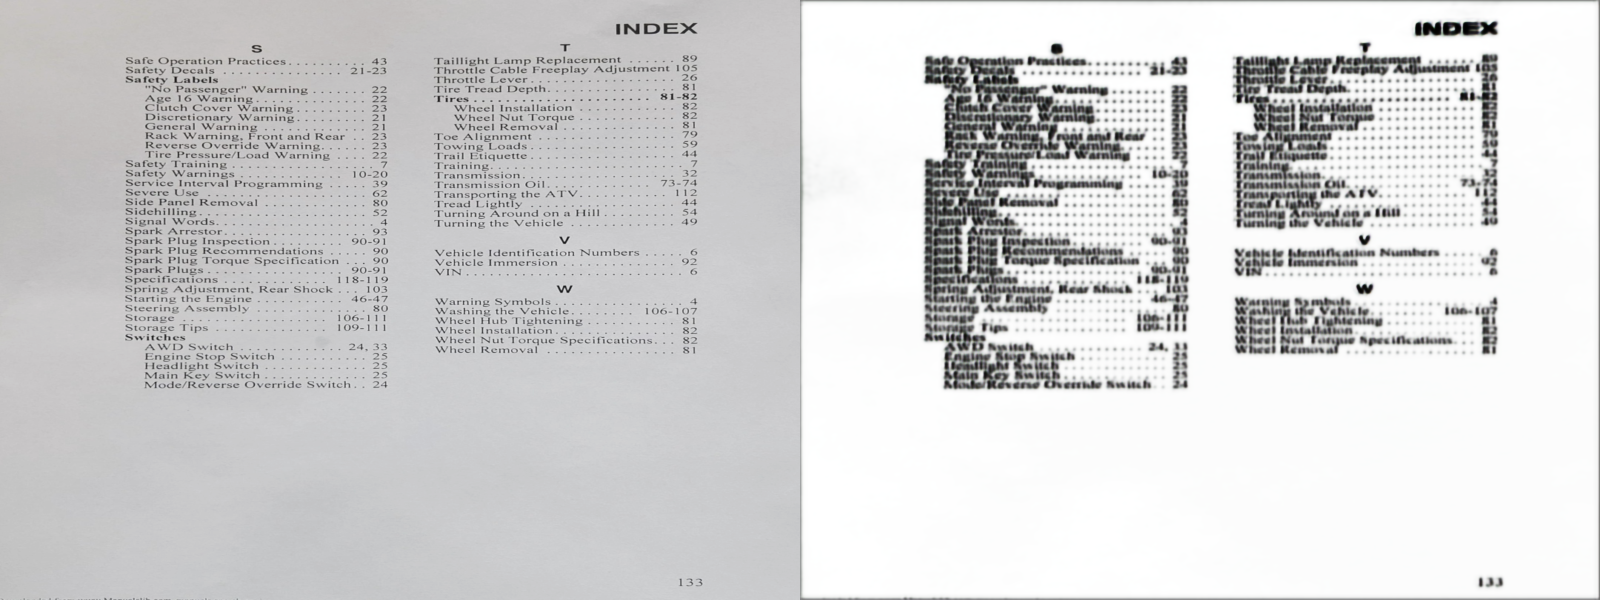 INDEX
S
Safe Operation Practices......... 43
Safety Decals ............... 21-23
Safety Labels
"No Passenger" Warning ........ 22
Age 16 Warning............... 22
Clutch Cover Warning .......... 23
Discretionary Warning........... 21
General Warning .............. 21
Rack Warning, Front and Rear ... 23
Reverse Override Warning........ 23
Tire Pressure/Load Warning .... 22
Safety Training ................ 7
Safety Warnings ............. 10-20
Service Interval Programming ..... 39
Severe Use ................... 62
Side Panel Removal ............. 80
Sidehilling.................... 52
Signal Words................... 4
Spark Arrestor................. 93
Spark Plug Inspection ......... 90-91
Spark Plug Recommendations ...... 90
Spark Plug Torque Specification ... 90
Spark Plugs ................ 90-91
Specifications ............. 118-119
Spring Adjustment, Rear Shock ... 103
Starting the Engine ........... 46-47
Steering Assembly .............. 80
Storage .................. 106-111
Storage Tips .............. 109-111
Switches
AWD Switch ............. 24, 33
Engine Stop Switch ............ 25
Headlight Switch .............. 25
Main Key Switch .............. 25
Mode/Reverse Override Switch.. 24
T
Taillight Lamp Replacement ...... 89
Throttle Cable Freeplay Adjustment 105
Throttle Lever................. 26
Tire Tread Depth............... 81
Tires .................... 81-82
Wheel Installation ............ 82
Wheel Nut Torque ............. 82
Wheel Removal............... 81
Toe Alignment ................. 79
Towing Loads.................. 59
Trail Etiquette................. 44
Training...................... 7
Transmission.................. 32
Transmission Oil............ 73-74
Transporting the ATV........... 112
Tread Lightly ................. 44
Turning Around on a Hill ........ 54
Turning the Vehicle ............. 49
V
Vehicle Identification Numbers ..... 6
Vehicle Immersion .............. 92
VIN......................... 6
W
Warning Symbols ............... 4
Washing the Vehicle........ 106-107
Wheel Hub Tightening ........... 81
Wheel Installation.............. 82
Wheel Nut Torque Specifications... 82
Wheel Removal ................ 81
133
INDEX
S
Safe Operation Practices......... 43
Safety Decals ............... 21-23
Safety Labels
"No Passenger" Warning
Age 16 Warning
Clutch Cover Warning
Discretionary Warning
General Warning
Rack Warning, Front and Rear
Reverse Override Warning
Tire Pressure/Load Warning
Safety Training
Safety Warnings ............. 10-20
Service Interval Programming ..... 39
Severe Use
Side Panel Removal ............. 80
Sidehilling
Signal Words
Spark Arrestor
Spark Plug Inspection ......... 90-91
Spark Plug Recommendations
Spark Plug Torque Specification
Spark Plugs ................ 90-91
Specifications ............. 118-119
Spring Adjustment, Rear Shock ... 103
Starting the Engine ........... 46-47
Steering Assembly
Storage .................. 106-111
Storage Tips .............. 109-111
Switches
AWD Switch ............. 24, 33
Engine Stop Switch ............ 25
Headlight Switch .............. 25
Main Key Switch .............. 25
Mode/Reverse Override Switch.. 24
T
Taillight Lamp Replacement ...... 89
Throttle Cable Freeplay Adjustment 105
Throttle Lever................. 26
Tire Tread Depth............... 81
Tires .................... 81-82
Wheel Installation ............ 82
Wheel Nut Torque ............. 82
Wheel Removal............... 81
Toe Alignment ................. 79
Towing Loads.................. 59
Trail Etiquette................. 44
Training...................... 7
Transmission.................. 32
Transmission Oil............ 73-74
Transporting the ATV........... 112
Tread Lightly ................. 44
Turning Around on a Hill ........ 54
Turning the Vehicle ............. 49
V
Vehicle Identification Numbers ..... 6
Vehicle Immersion .............. 92
VIN......................... 6
W
Warning Symbols ............... 4
Washing the Vehicle........ 106-107
Wheel Hub Tightening ........... 81
Wheel Installation.............. 82
Wheel Nut Torque Specifications... 82
Wheel Removal ................ 81
133